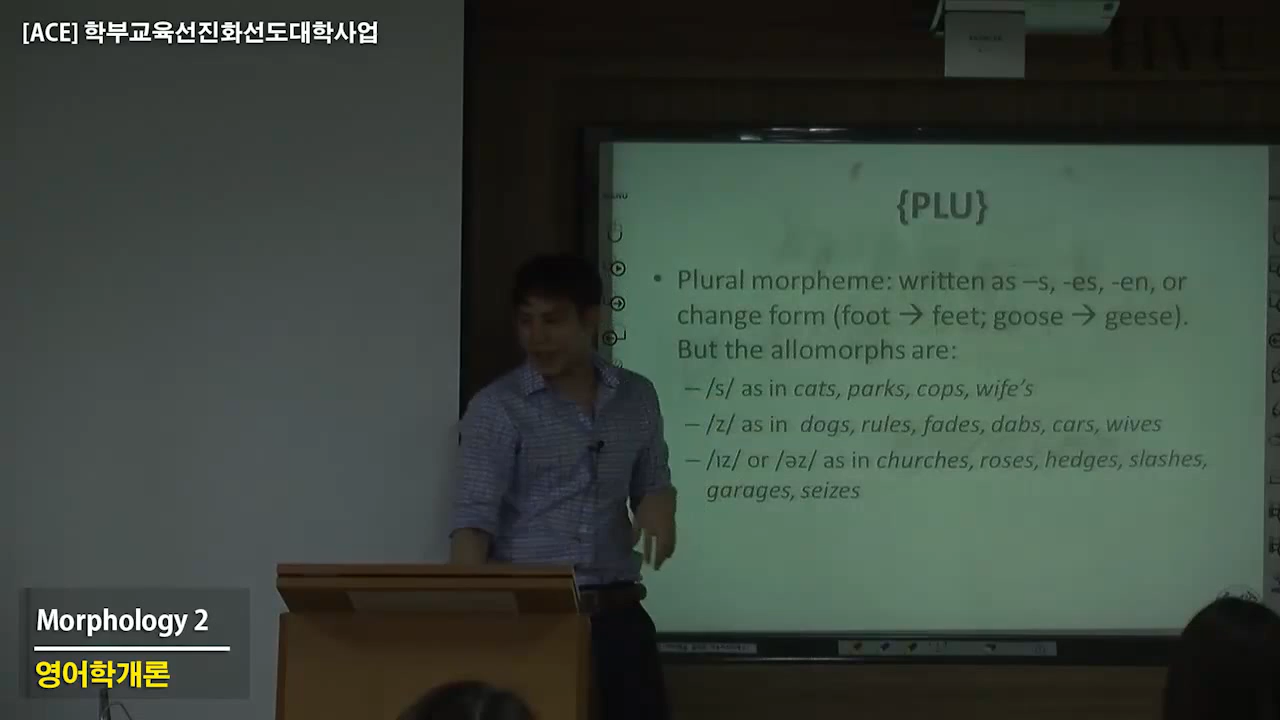 [ACE] 학부교육선진화선도대학사업
{PLU}
MENU
• Plural morpheme: written as –s, -es, -en, or
change form (foot → feet; goose → geese).
But the allomorphs are:
– /s/ as in cats, parks, cops, wife's
– /z/ as in dogs, rules, fades, dabs, cars, wives
– /ɪz/ or /əz/ as in churches, roses, hedges, slashes,
garages, seizes
Morphology 2
영어학개론